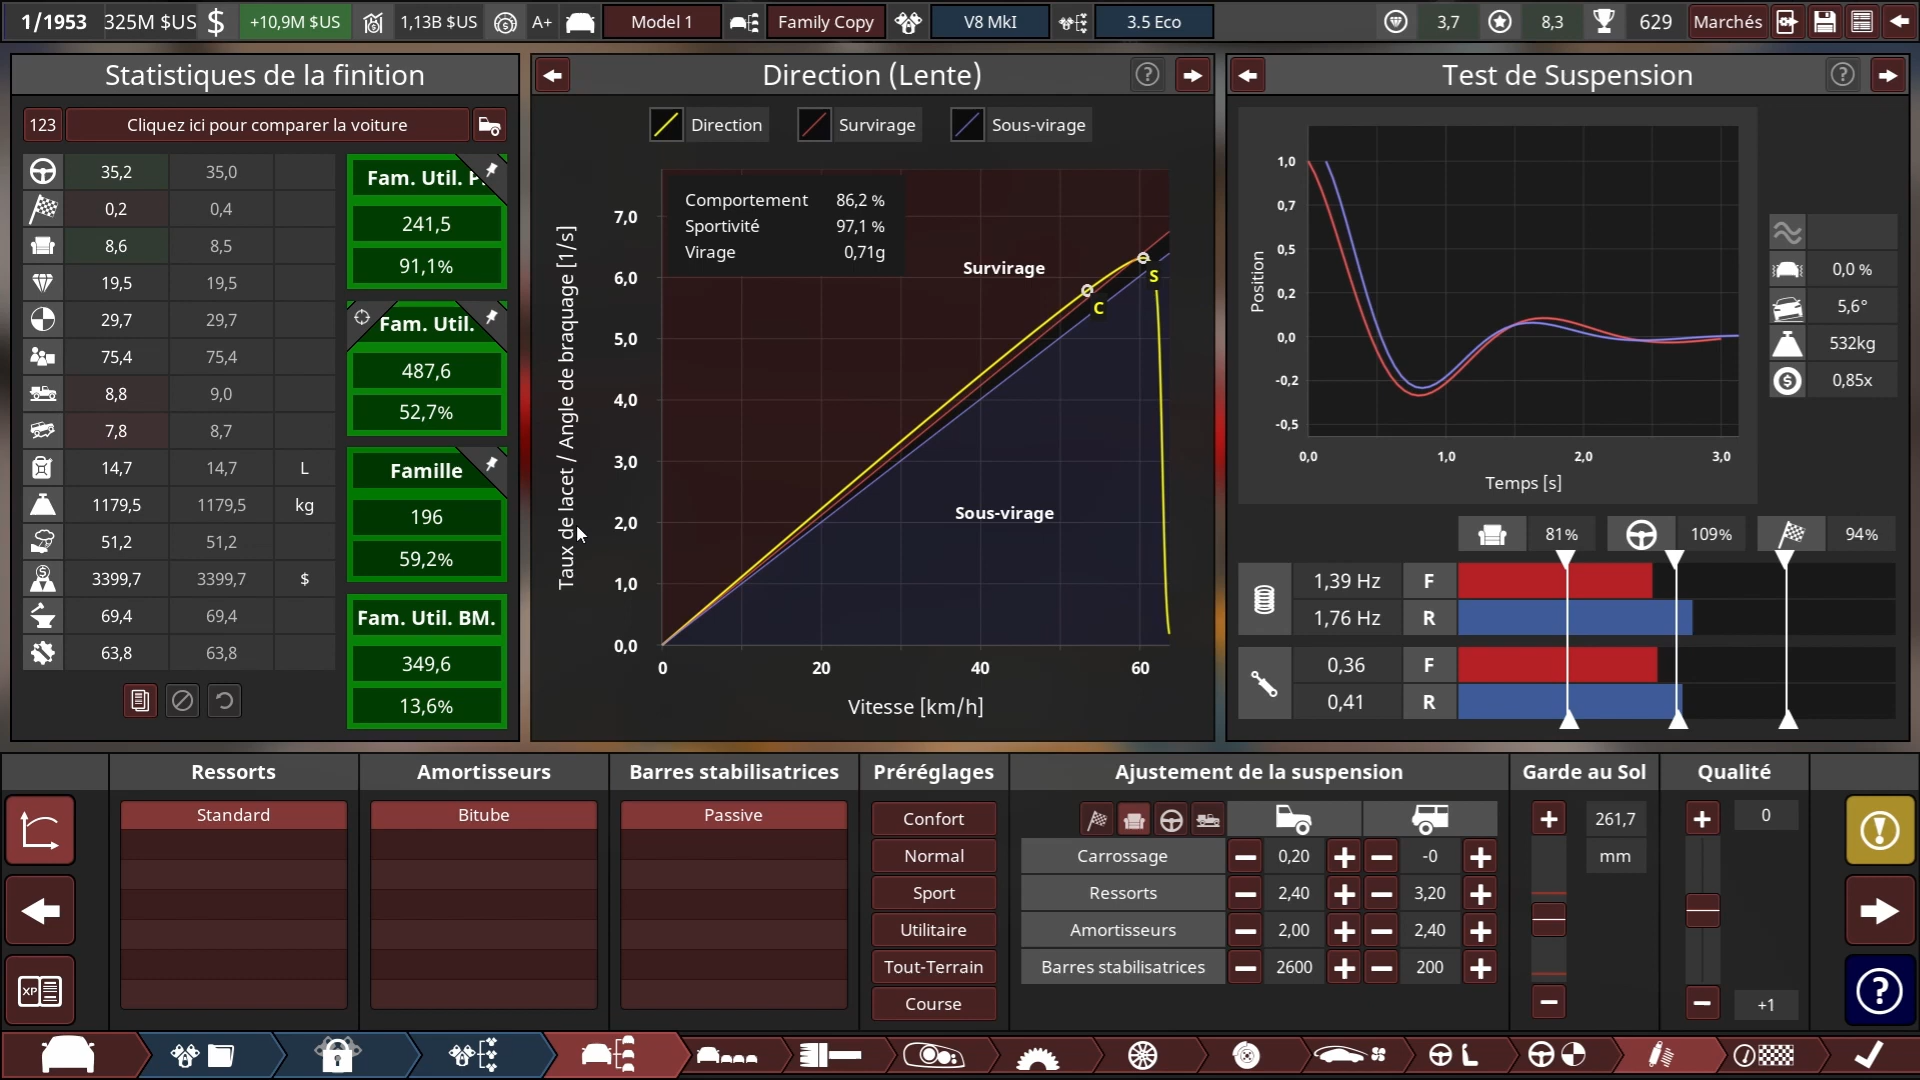 1/1953
325M $US
$
+10,9M $US
1,13B $US
A+
Model 1
Family Copy
V8 MkI
3.5 Eco
3,7
8,3
629
Marchés
Statistiques de la finition
Cliquez ici pour comparer la voiture
123
35,2 35,0
0,2 0,4
8,6 8,5
19,5 19,5
29,7 29,7
75,4 75,4
8,8 9,0
7,8 8,7
14,7 14,7 L
1179,5 1179,5 kg
51,2 51,2
3399,7 3399,7 $
69,4 69,4
63,8 63,8
Fam. Util. P.
241,5
91,1%
Fam. Util.
487,6
52,7%
Famille
196
59,2%
Fam. Util. BM.
349,6
13,6%
Direction (Lente)
?
Direction
Survirage
Sous-virage
Comportement 86,2 %
Sportivité 97,1 %
Virage 0,71g
Survirage
Sous-virage
C
S
Taux de lacet / Angle de braquage [1/s]
7,0
6,0
5,0
4,0
3,0
2,0
1,0
0,0
0 20 40 60
Vitesse [km/h]
Test de Suspension
?
Position
1,0
0,7
0,5
0,2
0,0
-0,2
-0,5
0,0 1,0 2,0 3,0
Temps [s]
0,0 %
5,6°
532kg
$ 0,85x
81%
109%
94%
1,39 Hz F
1,76 Hz R
0,36 F
0,41 R
Ressorts
Standard
Amortisseurs
Bitube
Barres stabilisatrices
Passive
Préréglages
Confort
Normal
Sport
Utilitaire
Tout-Terrain
Course
Ajustement de la suspension
Carrossage 0,20 -0
Ressorts 2,40 3,20
Amortisseurs 2,00 2,40
Barres stabilisatrices 2600 200
Garde au Sol
261,7
mm
Qualité
0
+1
XP
!
?